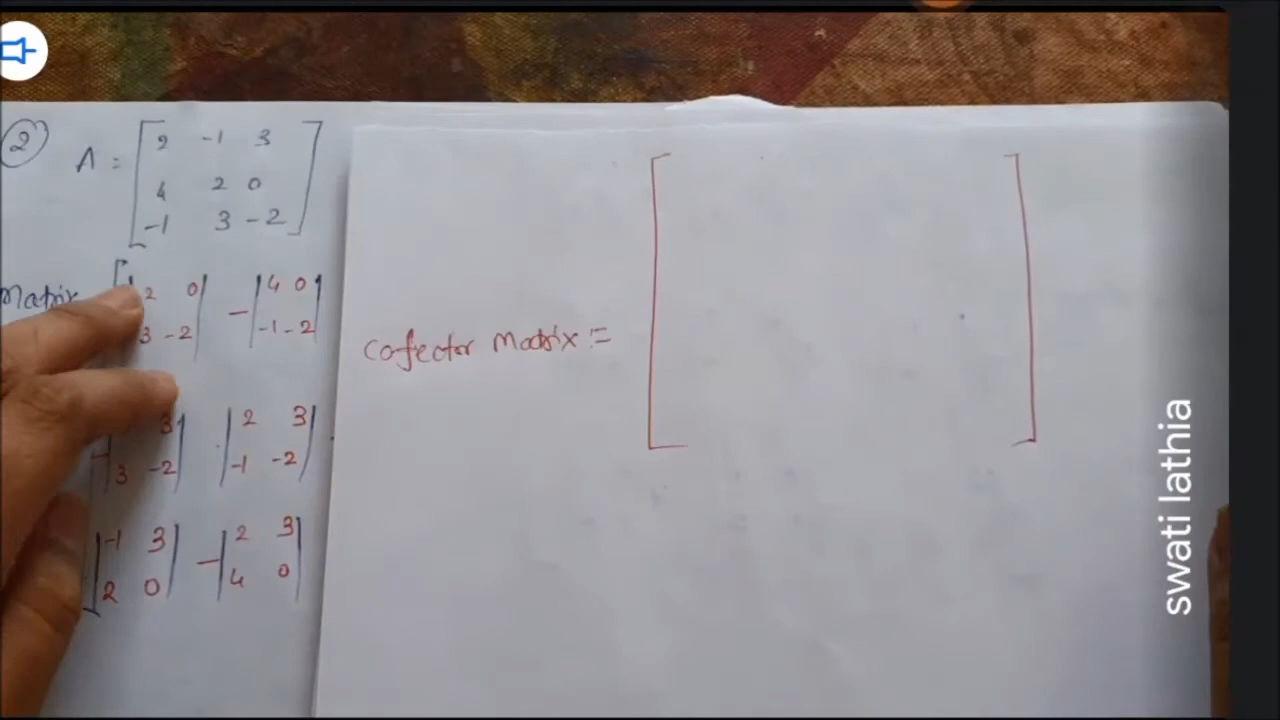 ② A = [ 2 -1 3
4 2 0
-1 3 -2 ]
Matrix [ | 2 0 | - | 4 0 |
3 -2 | | -1 -2 |
- | 3 | | 2 3 |
3 -2 | | -1 -2 |
| -1 3 | - | 2 3 |
| 2 0 | | 4 0 |
Cofector Matrix :=
swati lathia